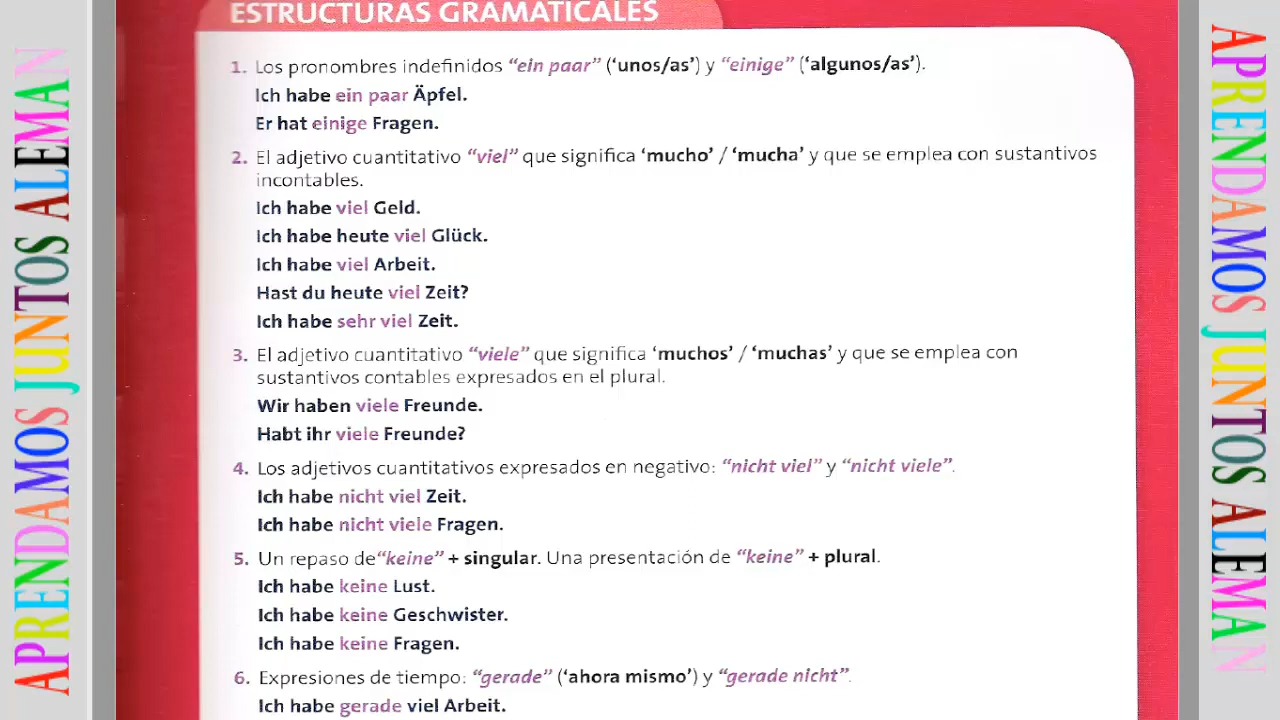 ESTRUCTURAS GRAMATICALES
1. Los pronombres indefinidos “ein paar” (‘unos/as’) y “einige” (‘algunos/as’).
Ich habe ein paar Äpfel.
Er hat einige Fragen.
2. El adjetivo cuantitativo “viel” que significa ‘mucho’ / ‘mucha’ y que se emplea con sustantivos
incontables.
Ich habe viel Geld.
Ich habe heute viel Glück.
Ich habe viel Arbeit.
Hast du heute viel Zeit?
Ich habe sehr viel Zeit.
3. El adjetivo cuantitativo “viele” que significa ‘muchos’ / ‘muchas’ y que se emplea con
sustantivos contables expresados en el plural.
Wir haben viele Freunde.
Habt ihr viele Freunde?
4. Los adjetivos cuantitativos expresados en negativo: “nicht viel” y “nicht viele”.
Ich habe nicht viel Zeit.
Ich habe nicht viele Fragen.
5. Un repaso de“keine” + singular. Una presentación de “keine” + plural.
Ich habe keine Lust.
Ich habe keine Geschwister.
Ich habe keine Fragen.
6. Expresiones de tiempo: “gerade” (‘ahora mismo’) y “gerade nicht”.
Ich habe gerade viel Arbeit.
APRENDAMOS JUNTOS ALEMAN
APRENDAMOS JUNTOS ALEMAN